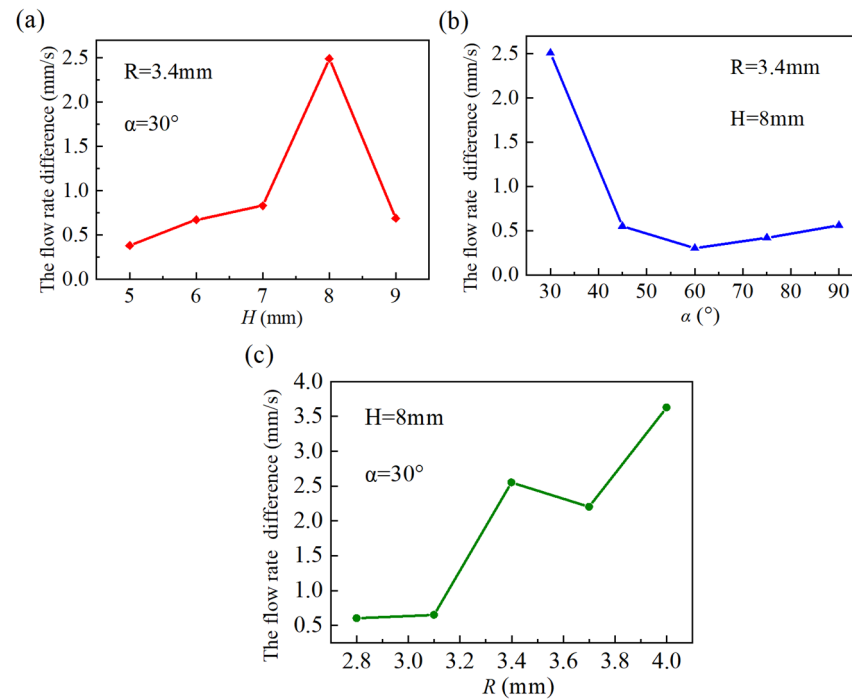 (a)
The flow rate difference (mm/s)
2.5
2.0
1.5
1.0
0.5
0.0
R=3.4mm
α=30°
5 6 7 8 9
H (mm)
(b)
The flow rate difference (mm/s)
2.5
2.0
1.5
1.0
0.5
0.0
R=3.4mm
H=8mm
30 40 50 60 70 80 90
α (°)
(c)
The flow rate difference (mm/s)
4.0
3.5
3.0
2.5
2.0
1.5
1.0
0.5
H=8mm
α=30°
2.8 3.0 3.2 3.4 3.6 3.8 4.0
R (mm)